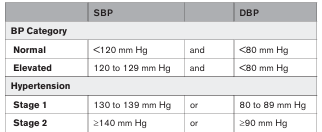 SBP DBP
BP Category
Normal <120 mm Hg and <80 mm Hg
Elevated 120 to 129 mm Hg and <80 mm Hg
Hypertension
Stage 1 130 to 139 mm Hg or 80 to 89 mm Hg
Stage 2 ≥140 mm Hg or ≥90 mm Hg